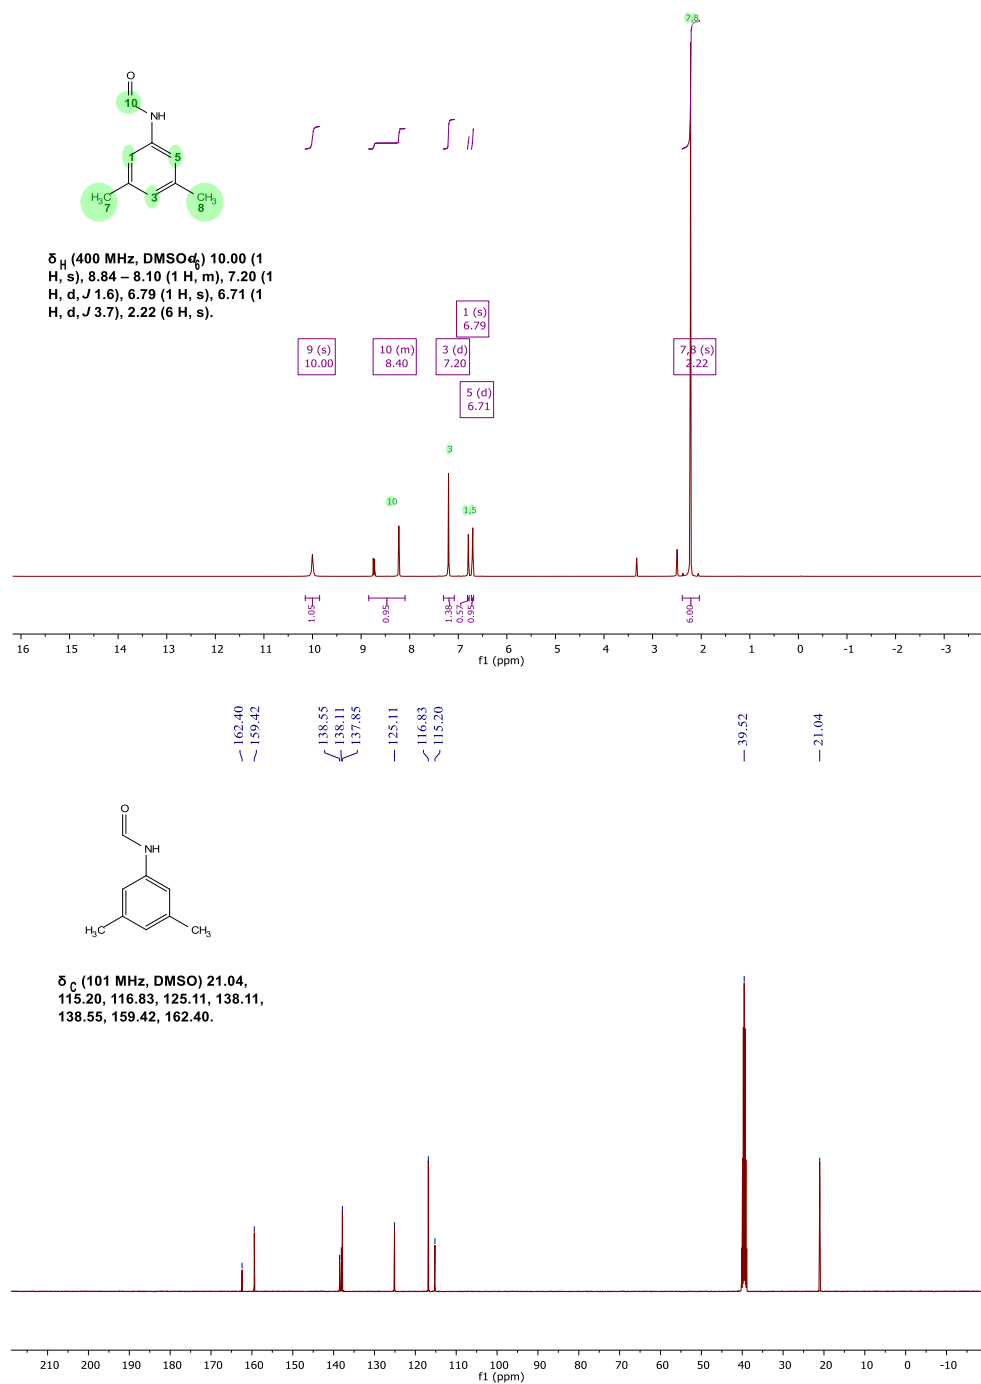 7,8
O
10
NH
1
5
H₃C
3
CH₃
7
8
δ H (400 MHz, DMSO-d6) 10.00 (1
H, s), 8.84 – 8.10 (1 H, m), 7.20 (1
H, d, J 1.6), 6.79 (1 H, s), 6.71 (1
H, d, J 3.7), 2.22 (6 H, s).
1 (s)
6.79
9 (s)
10.00
10 (m)
8.40
3 (d)
7.20
7,8 (s)
2.22
5 (d)
6.71
3
10
1,5
1.05
0.95
1.38
0.57
0.95
6.00
16 15 14 13 12 11 10 9 8 7 6 5 4 3 2 1 0 -1 -2 -3
f1 (ppm)
162.40
159.42
138.55
138.11
137.85
125.11
116.83
115.20
39.52
21.04
O
NH
H₃C
CH₃
δ C (101 MHz, DMSO) 21.04,
115.20, 116.83, 125.11, 138.11,
138.55, 159.42, 162.40.
210 200 190 180 170 160 150 140 130 120 110 100 90 80 70 60 50 40 30 20 10 0 -10
f1 (ppm)